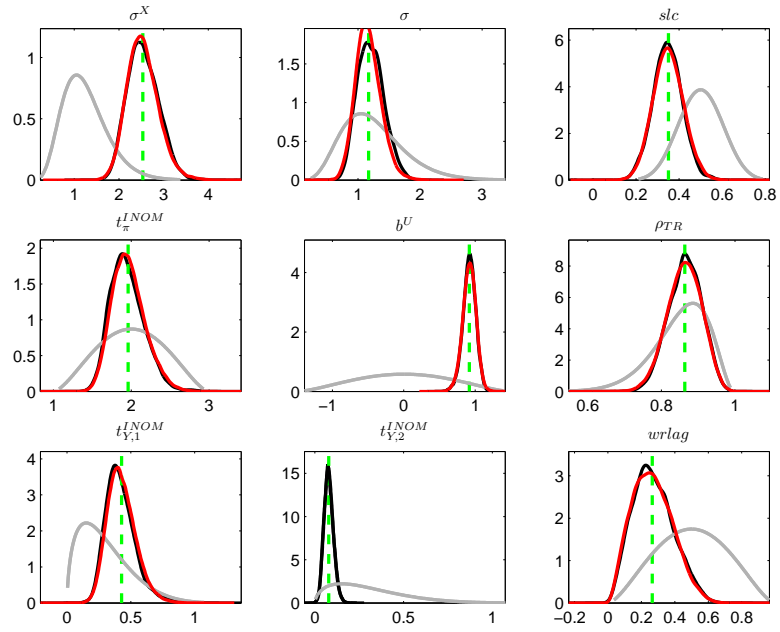 σ^X σ slc
1 0.5 0 1 2 3 4
1.5 1 0.5 0 1 2 3
6 4 2 0 0 0.2 0.4 0.6 0.8
t_π^{INOM} b^U ρ_{TR}
2 1.5 1 0.5 0 1 2 3
4 2 0 −1 0 1
8 6 4 2 0 0.6 0.8 1
t_{Y,1}^{INOM} t_{Y,2}^{INOM} wrlag
4 3 2 1 0 0 0.5 1
15 10 5 0 0 0.5 1
3 2 1 0 −0.2 0 0.2 0.4 0.6 0.8